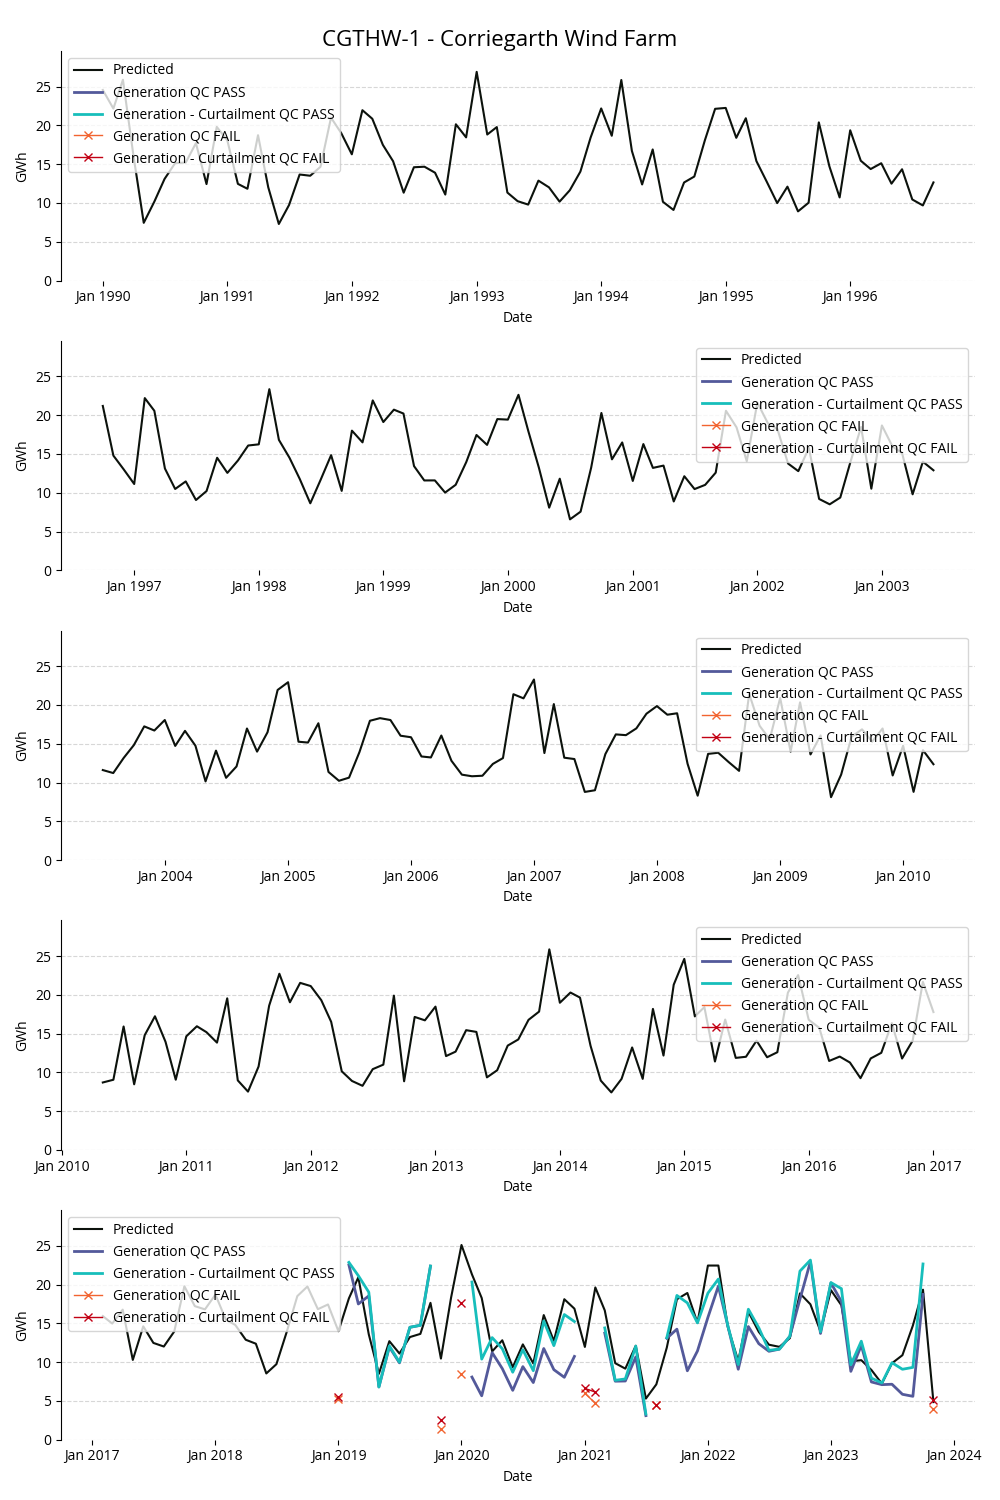 CGTHW-1 - Corriegarth Wind Farm
Predicted
Generation QC PASS
Generation - Curtailment QC PASS
Generation QC FAIL
Generation - Curtailment QC FAIL
GWh
25
20
15
10
5
0
Jan 1990 Jan 1991 Jan 1992 Jan 1993 Jan 1994 Jan 1995 Jan 1996
Date
Predicted
Generation QC PASS
Generation - Curtailment QC PASS
Generation QC FAIL
Generation - Curtailment QC FAIL
GWh
25
20
15
10
5
0
Jan 1997 Jan 1998 Jan 1999 Jan 2000 Jan 2001 Jan 2002 Jan 2003
Date
Predicted
Generation QC PASS
Generation - Curtailment QC PASS
Generation QC FAIL
Generation - Curtailment QC FAIL
GWh
25
20
15
10
5
0
Jan 2004 Jan 2005 Jan 2006 Jan 2007 Jan 2008 Jan 2009 Jan 2010
Date
Predicted
Generation QC PASS
Generation - Curtailment QC PASS
Generation QC FAIL
Generation - Curtailment QC FAIL
GWh
25
20
15
10
5
0
Jan 2010 Jan 2011 Jan 2012 Jan 2013 Jan 2014 Jan 2015 Jan 2016 Jan 2017
Date
Predicted
Generation QC PASS
Generation - Curtailment QC PASS
Generation QC FAIL
Generation - Curtailment QC FAIL
GWh
25
20
15
10
5
0
Jan 2017 Jan 2018 Jan 2019 Jan 2020 Jan 2021 Jan 2022 Jan 2023 Jan 2024
Date